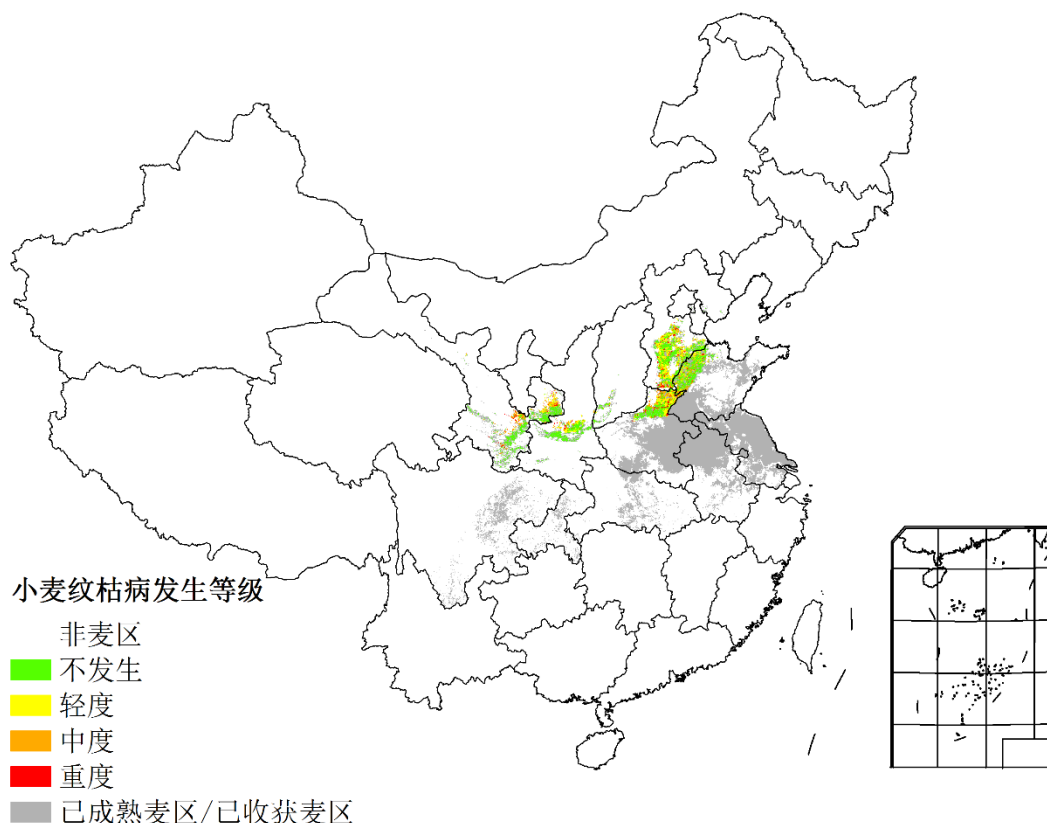 小麦纹枯病发生等级
非麦区
不发生
轻度
中度
重度
已成熟麦区/已收获麦区